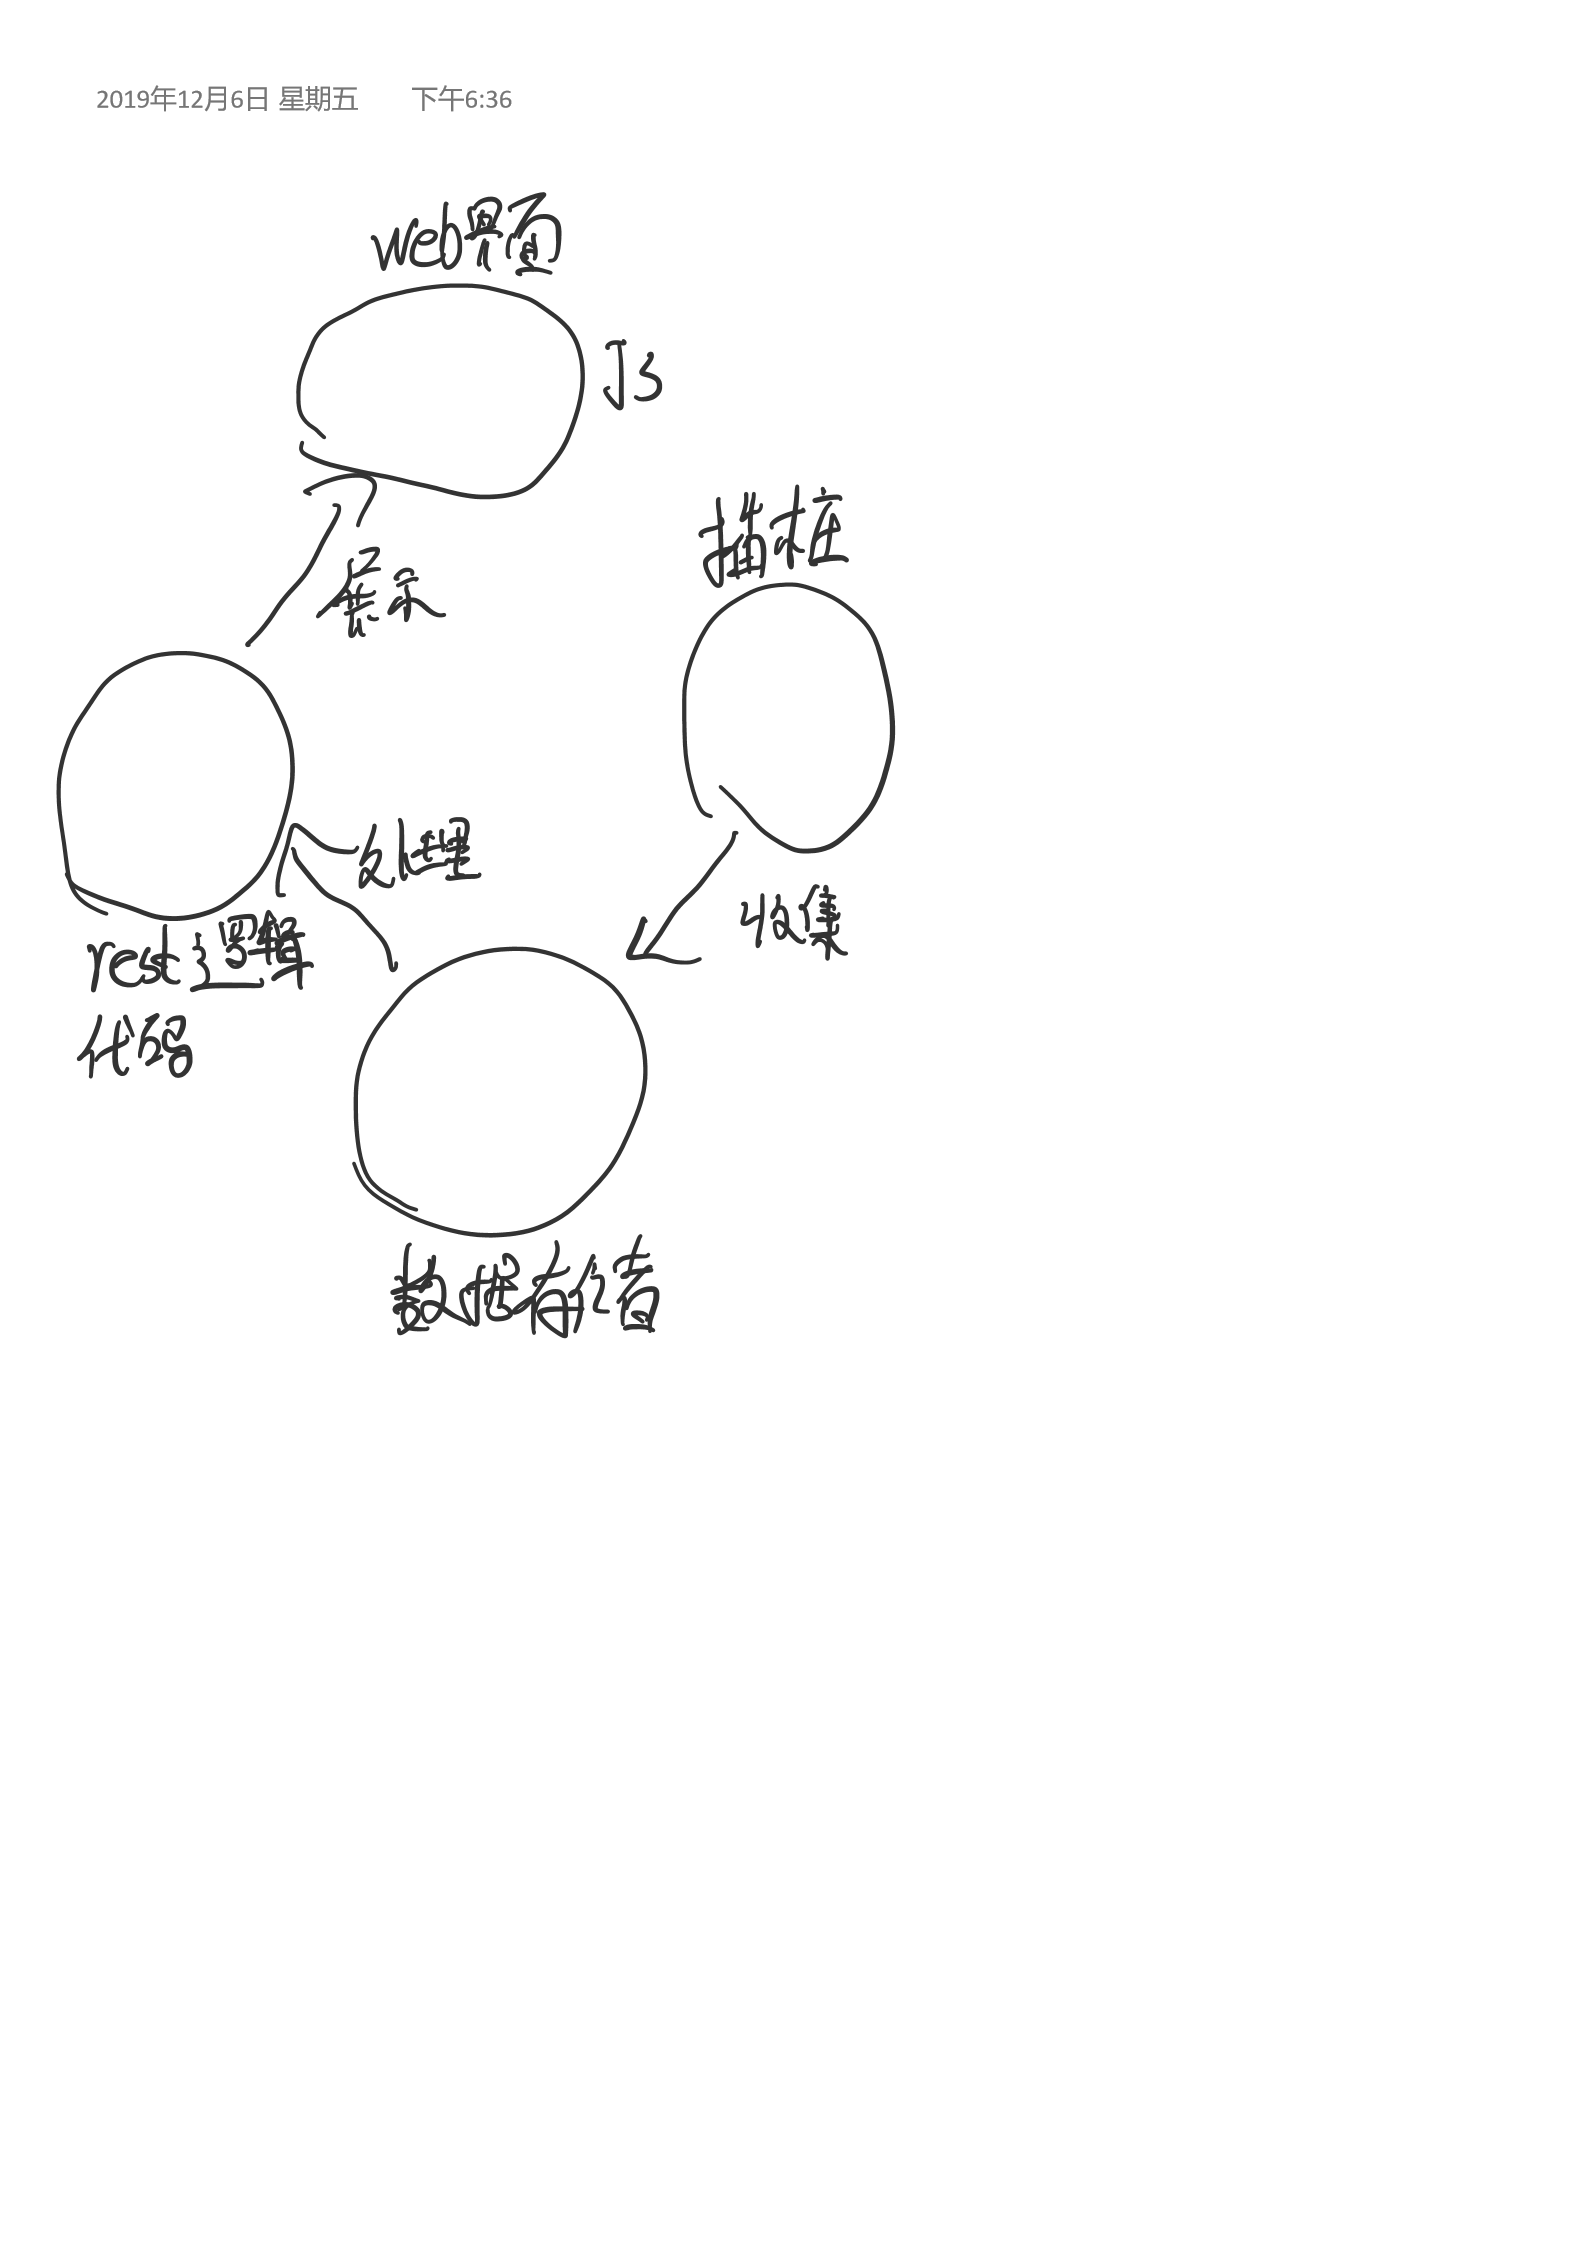 2019年12月6日 星期五 下午6:36
web界面
Js
插桩
展示
处理
收集
rest逻辑
代码
数据存储